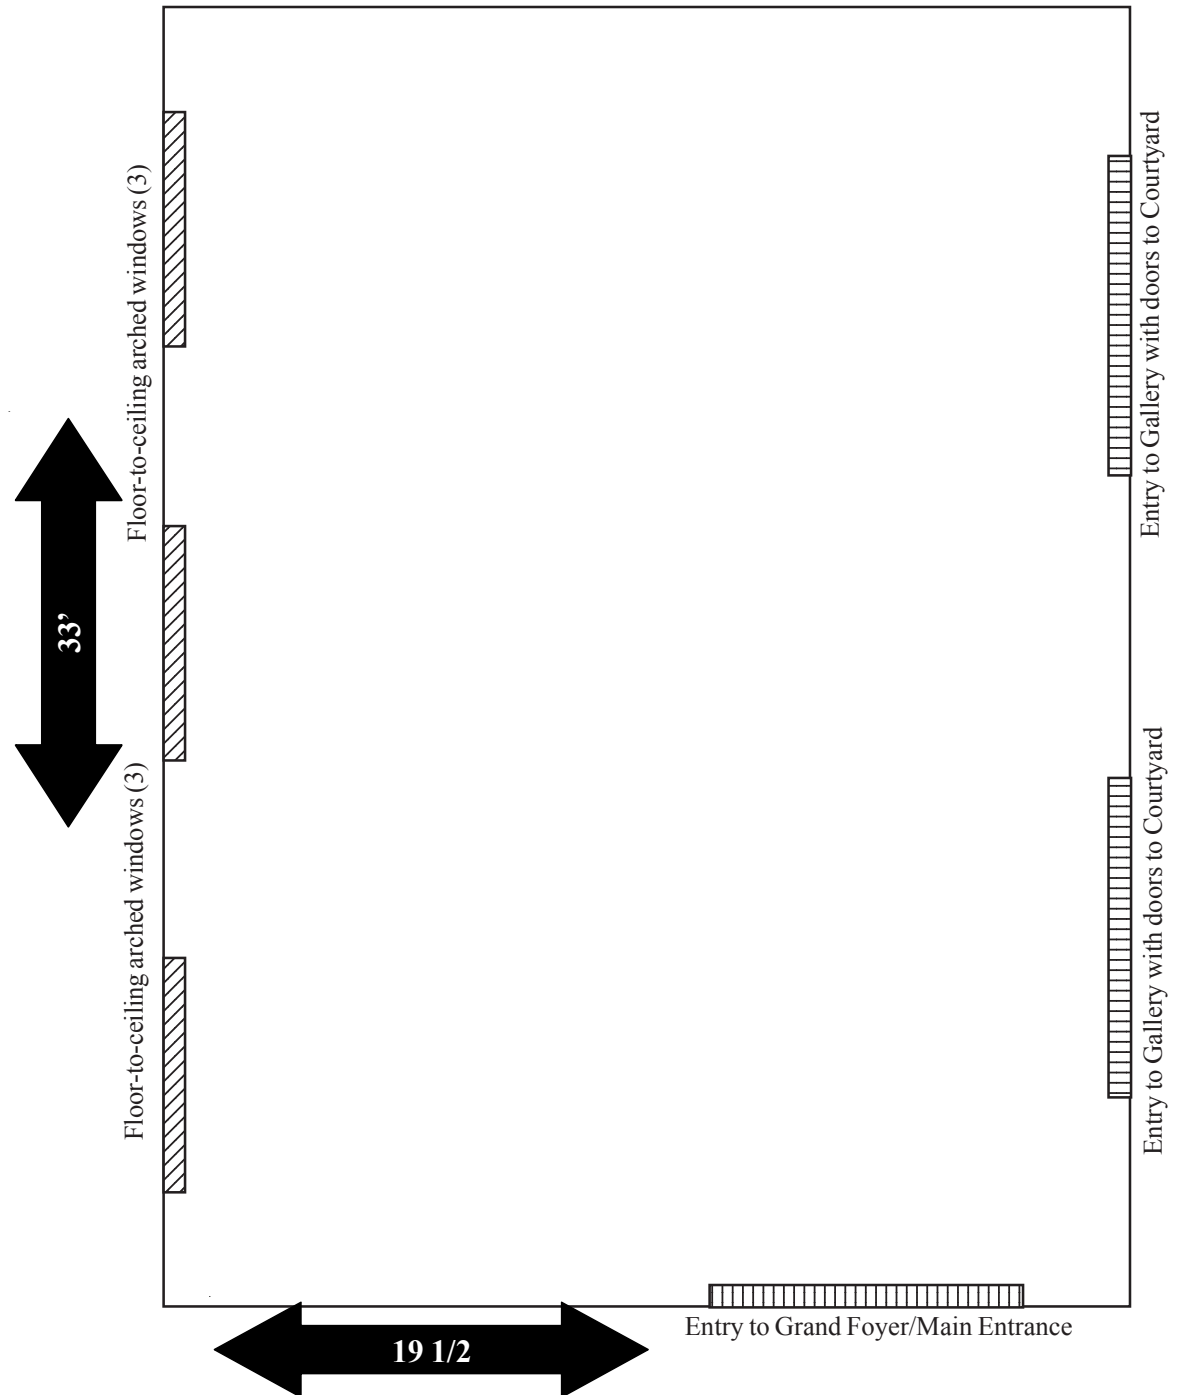 Floor-to-ceiling arched windows (3)
Entry to Gallery with doors to Courtyard
33’
Floor-to-ceiling arched windows (3)
Entry to Gallery with doors to Courtyard
Entry to Grand Foyer/Main Entrance
19 1/2